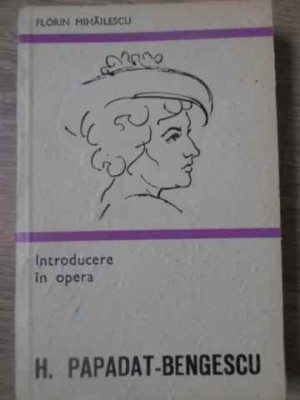 FLORIN MIHĂILESCU
Introducere
în opera
H. PAPADAT-BENGESCU